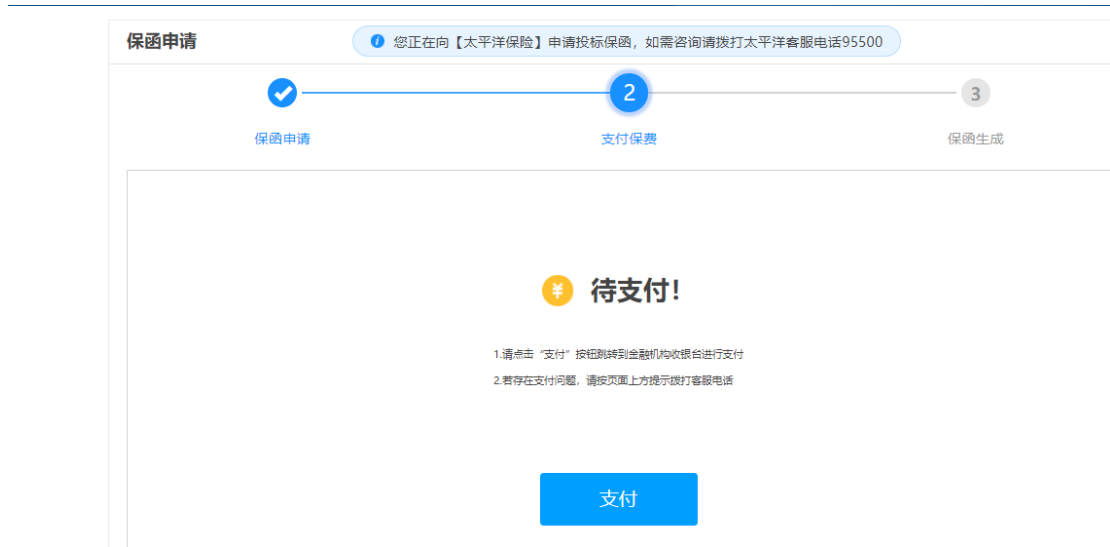 保函申请
您正在向【太平洋保险】申请投标保函，如需咨询请拨打太平洋客服电话95500
2
3
保函申请
支付保费
保函生成
¥
待支付！
1.请点击“支付”按钮跳转到金融机构收银台进行支付
2.若存在支付问题，请按页面上方提示拨打客服电话
支付